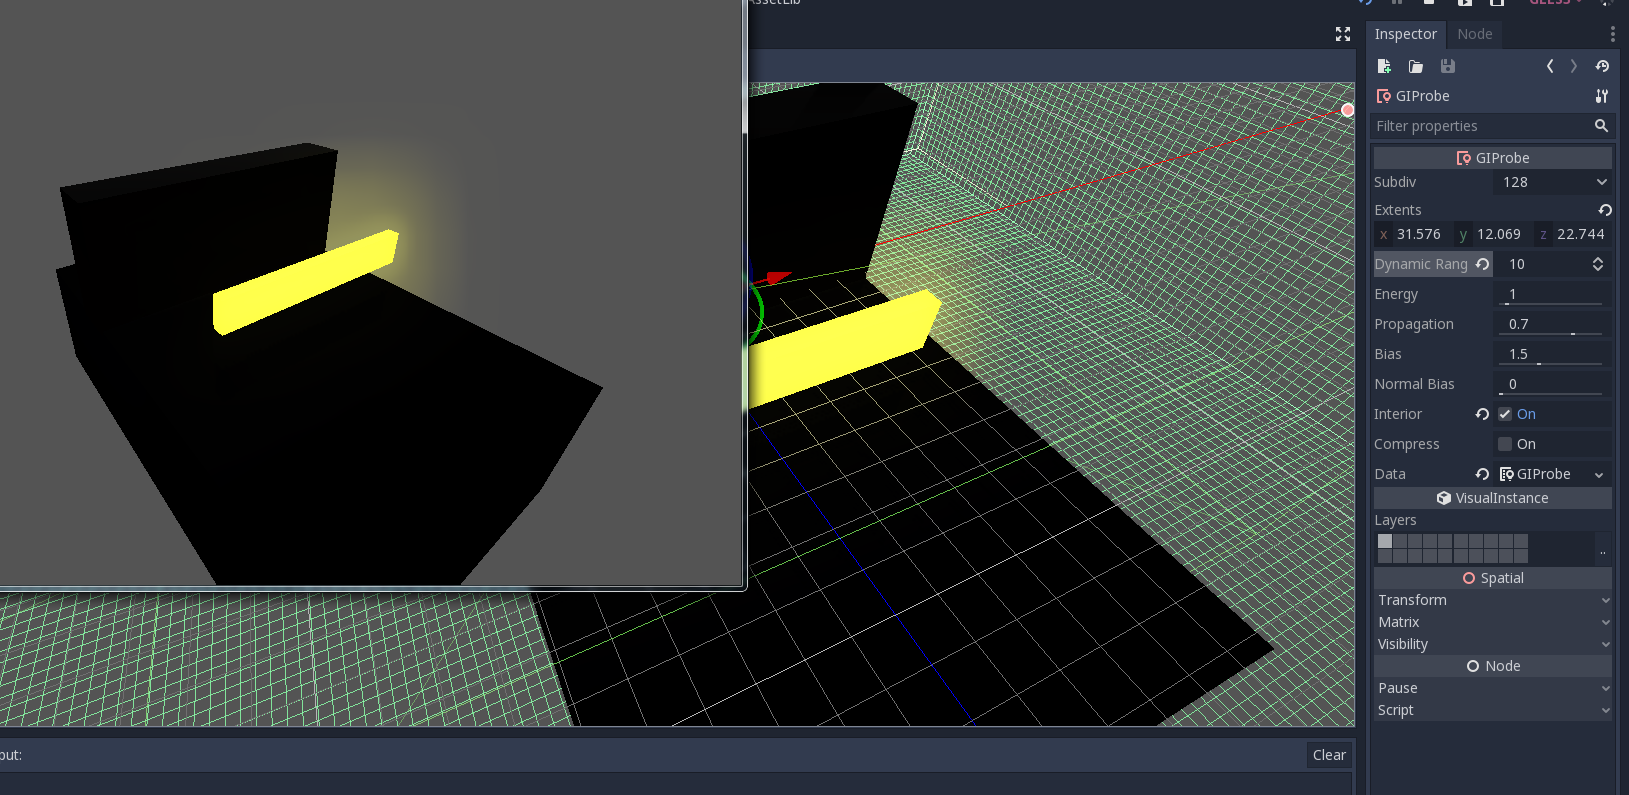 AssetLib
GLES3
Inspector
Node
GIProbe
Filter properties
GIProbe
Subdiv 128
Extents
x 31.576 y 12.069 z 22.744
Dynamic Rang 10
Energy 1
Propagation 0.7
Bias 1.5
Normal Bias 0
Interior On
Compress On
Data GIProbe
VisualInstance
Layers
..
Spatial
Transform
Matrix
Visibility
Node
Pause
Script
put:
Clear